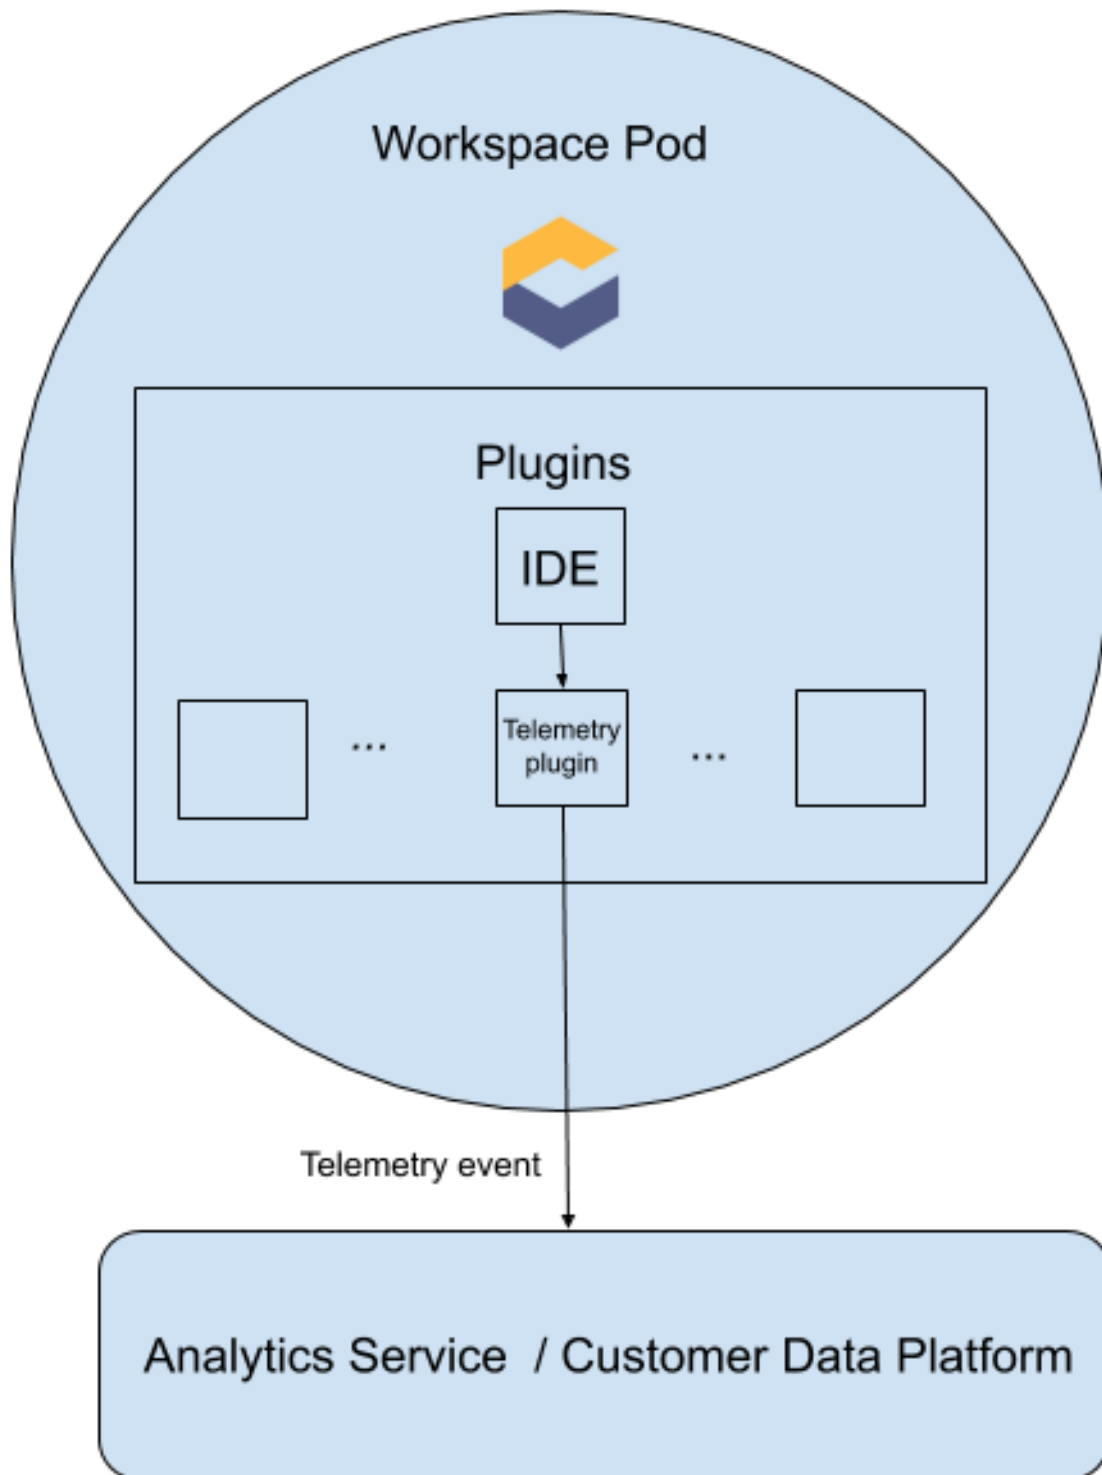 Workspace Pod
Plugins
IDE
...
Telemetry
plugin
...
Telemetry event
Analytics Service / Customer Data Platform